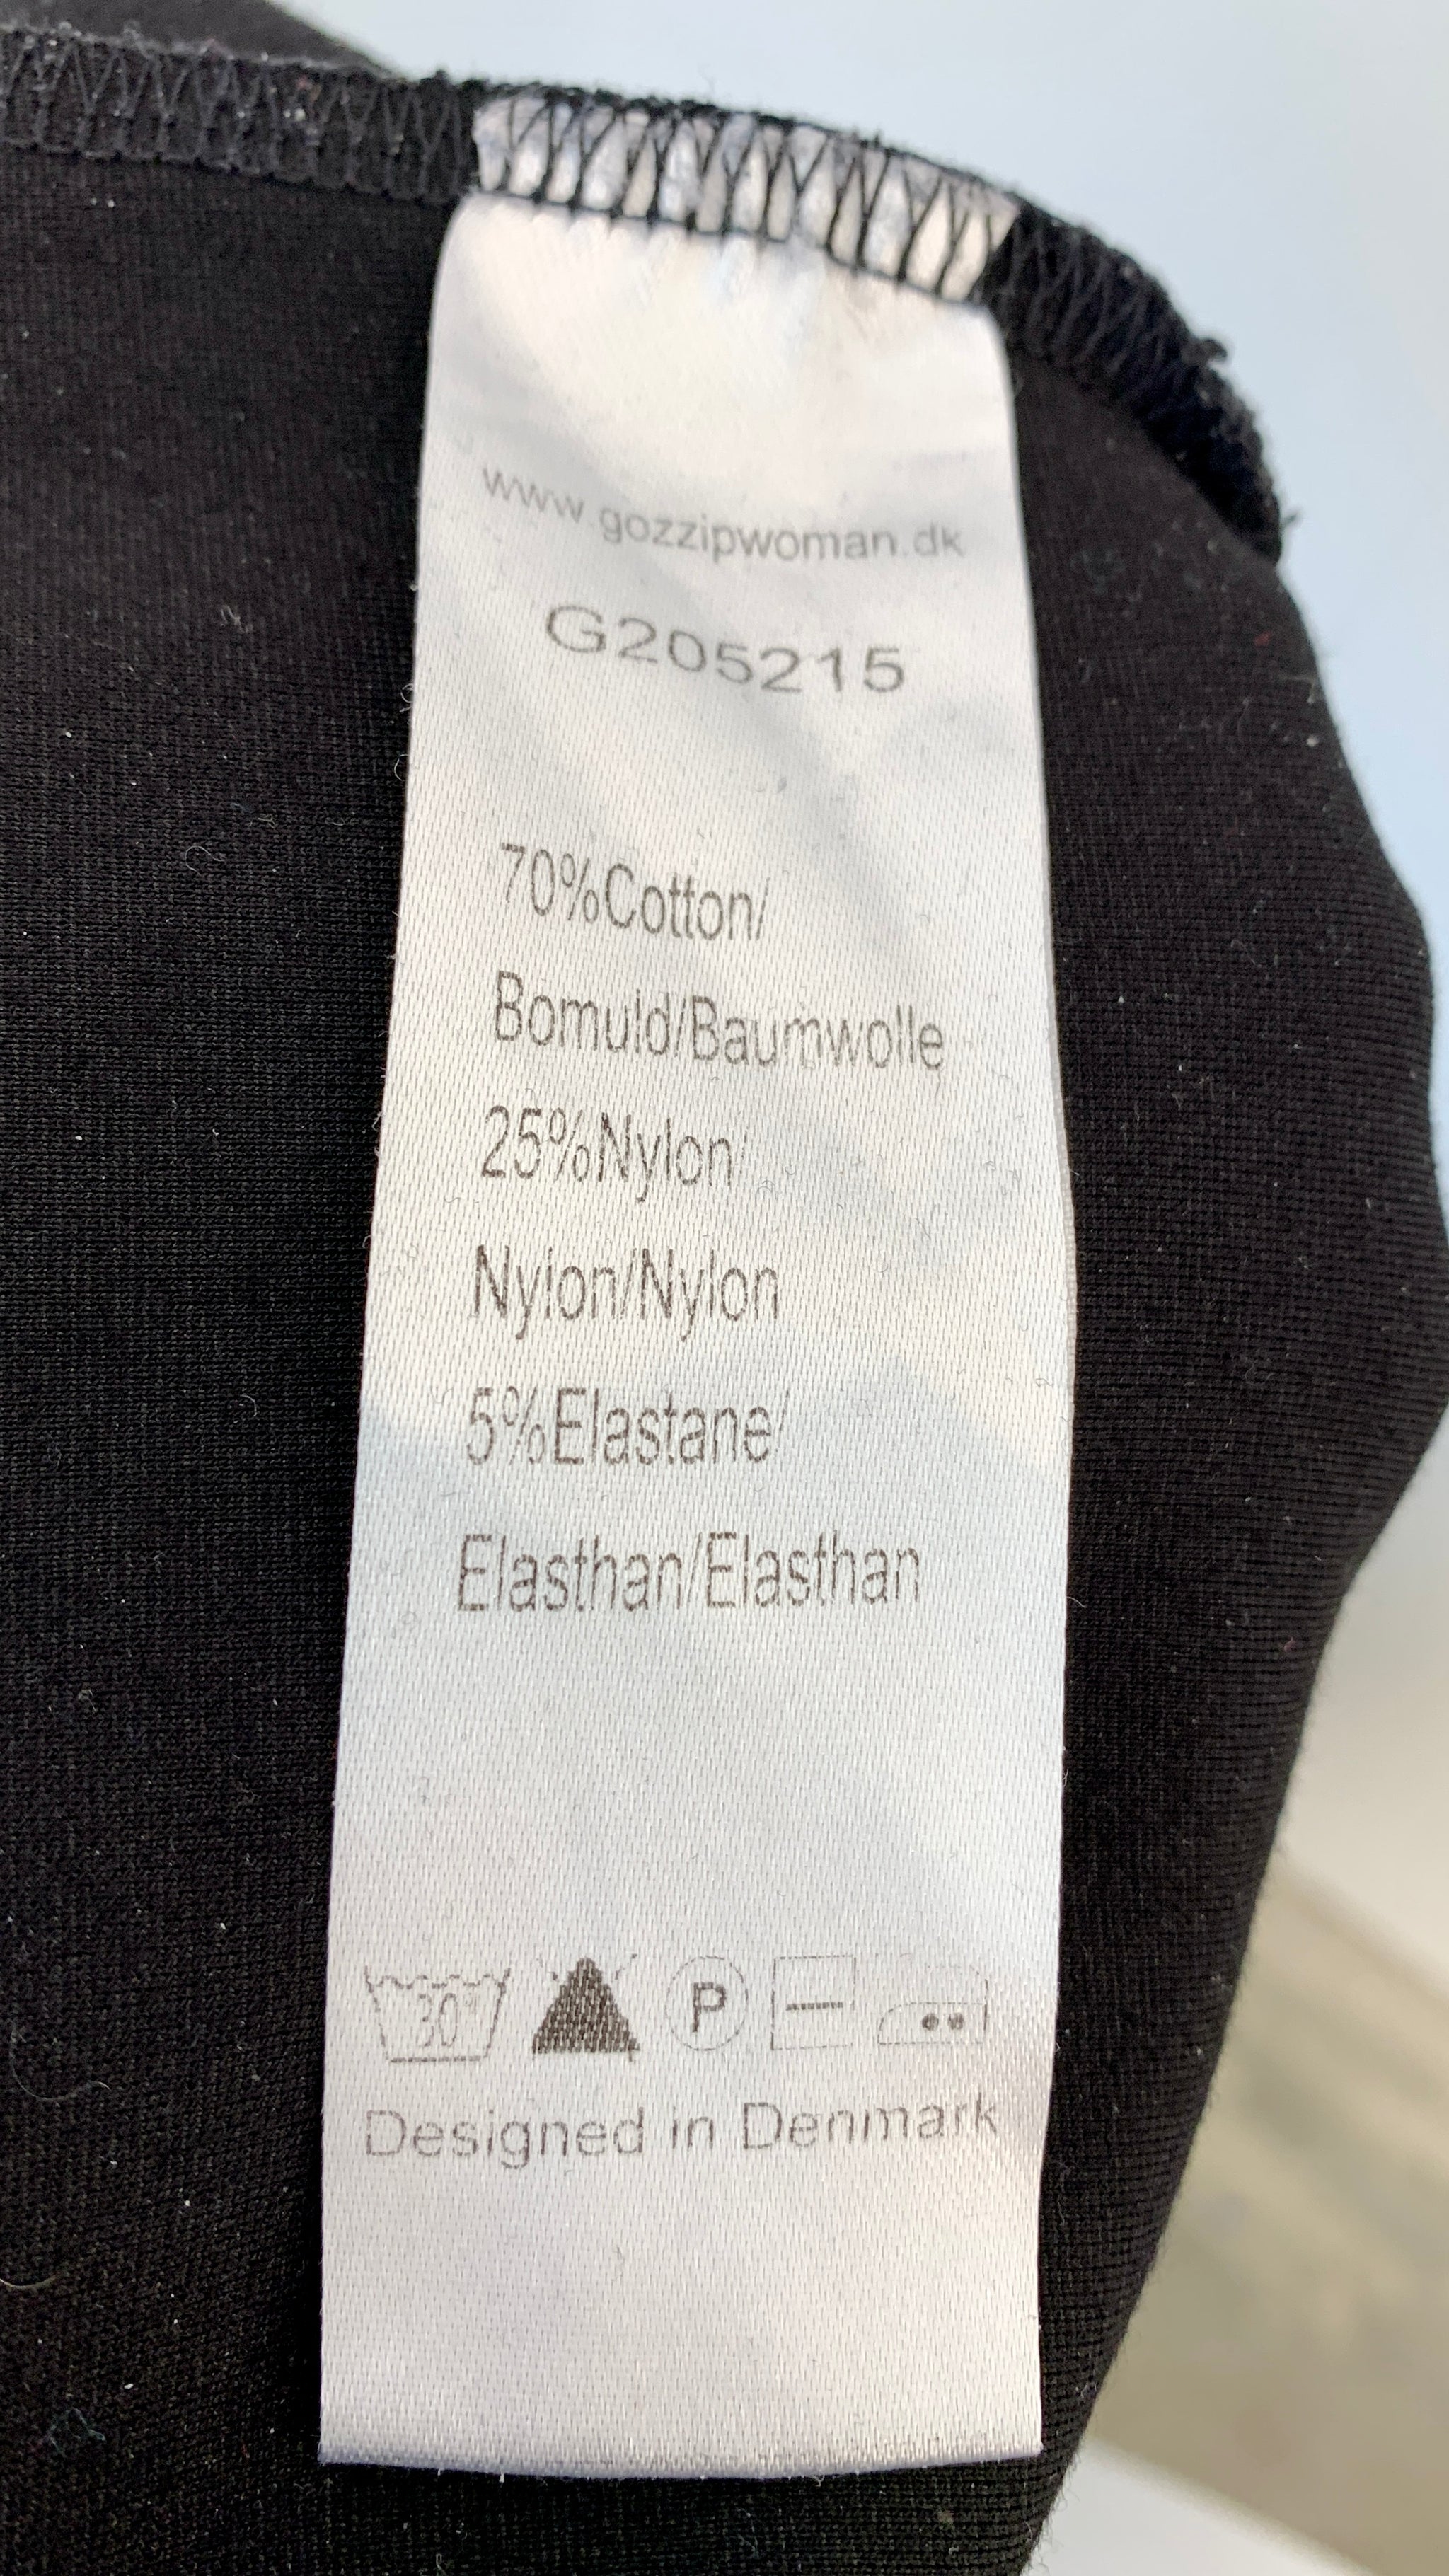 www.gozzipwoman.dk
G205215
70%Cotton/
Bomuld/Baumwolle
25%Nylon/
Nylon/Nylon
5%Elastane/
Elasthan/Elasthan
30° P
Designed in Denmark